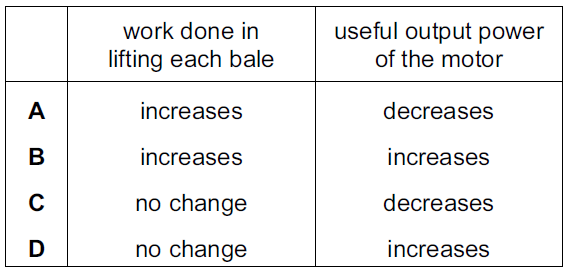 work done in lifting each bale | useful output power of the motor
A increases decreases
B increases increases
C no change decreases
D no change increases